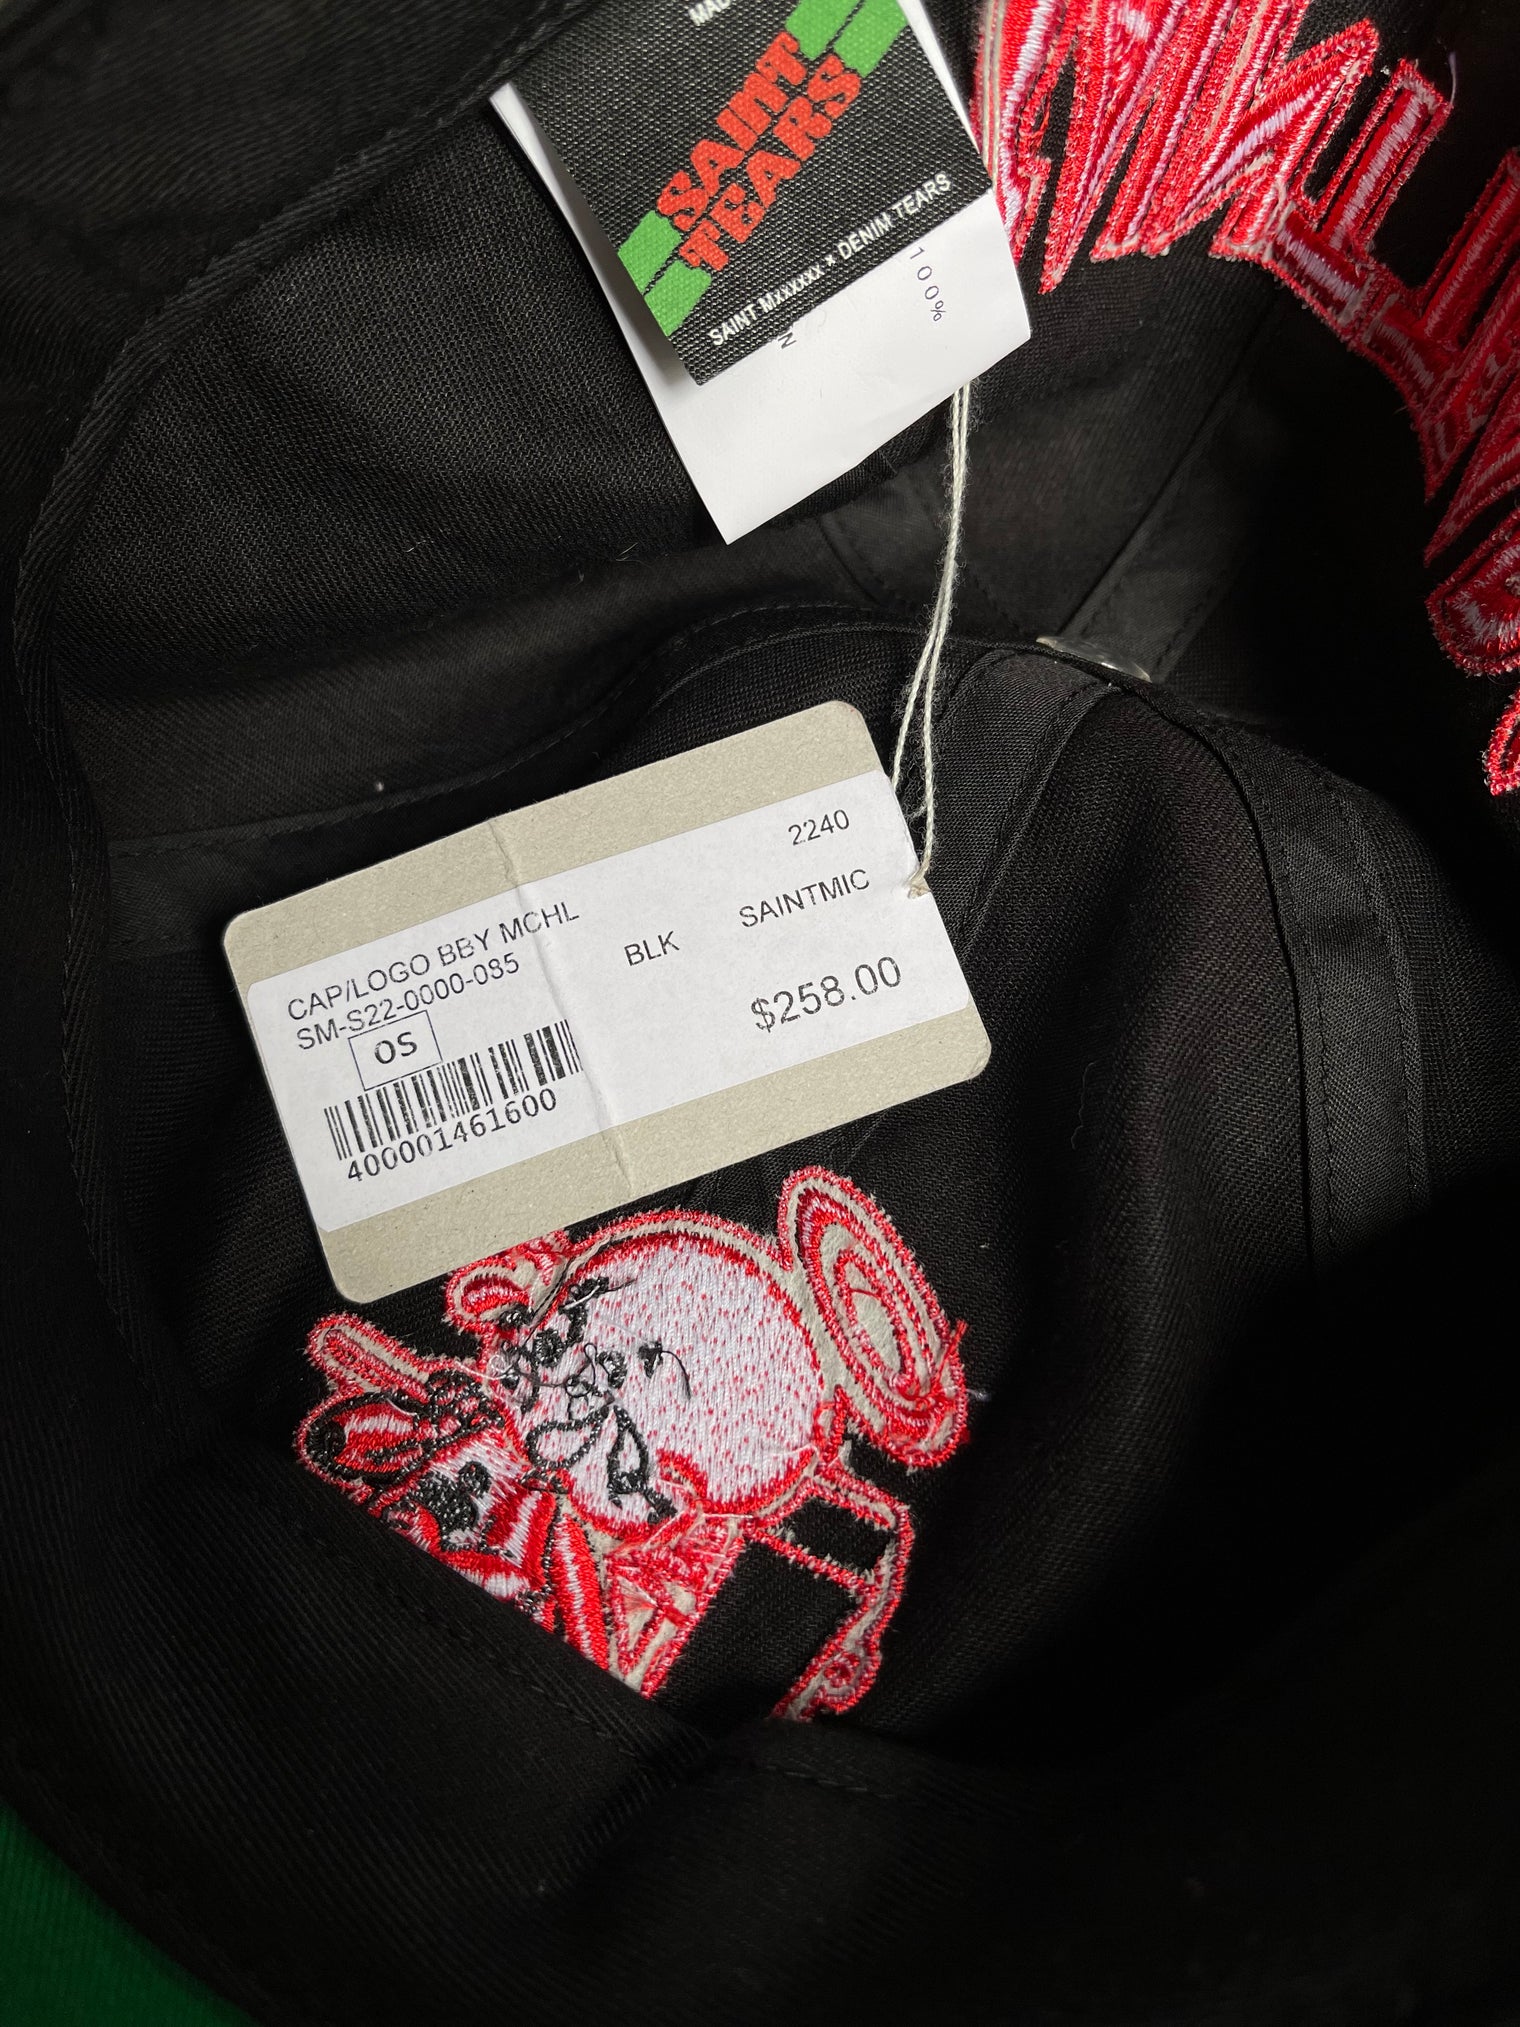 SAINT
TEARS
SAINT Mxxxxxx × DENIM TEARS
100%
N
2240
CAP/LOGO BBY MCHL
BLK
SAINTMIC
SM-S22-0000-085
$258.00
OS
400001461600